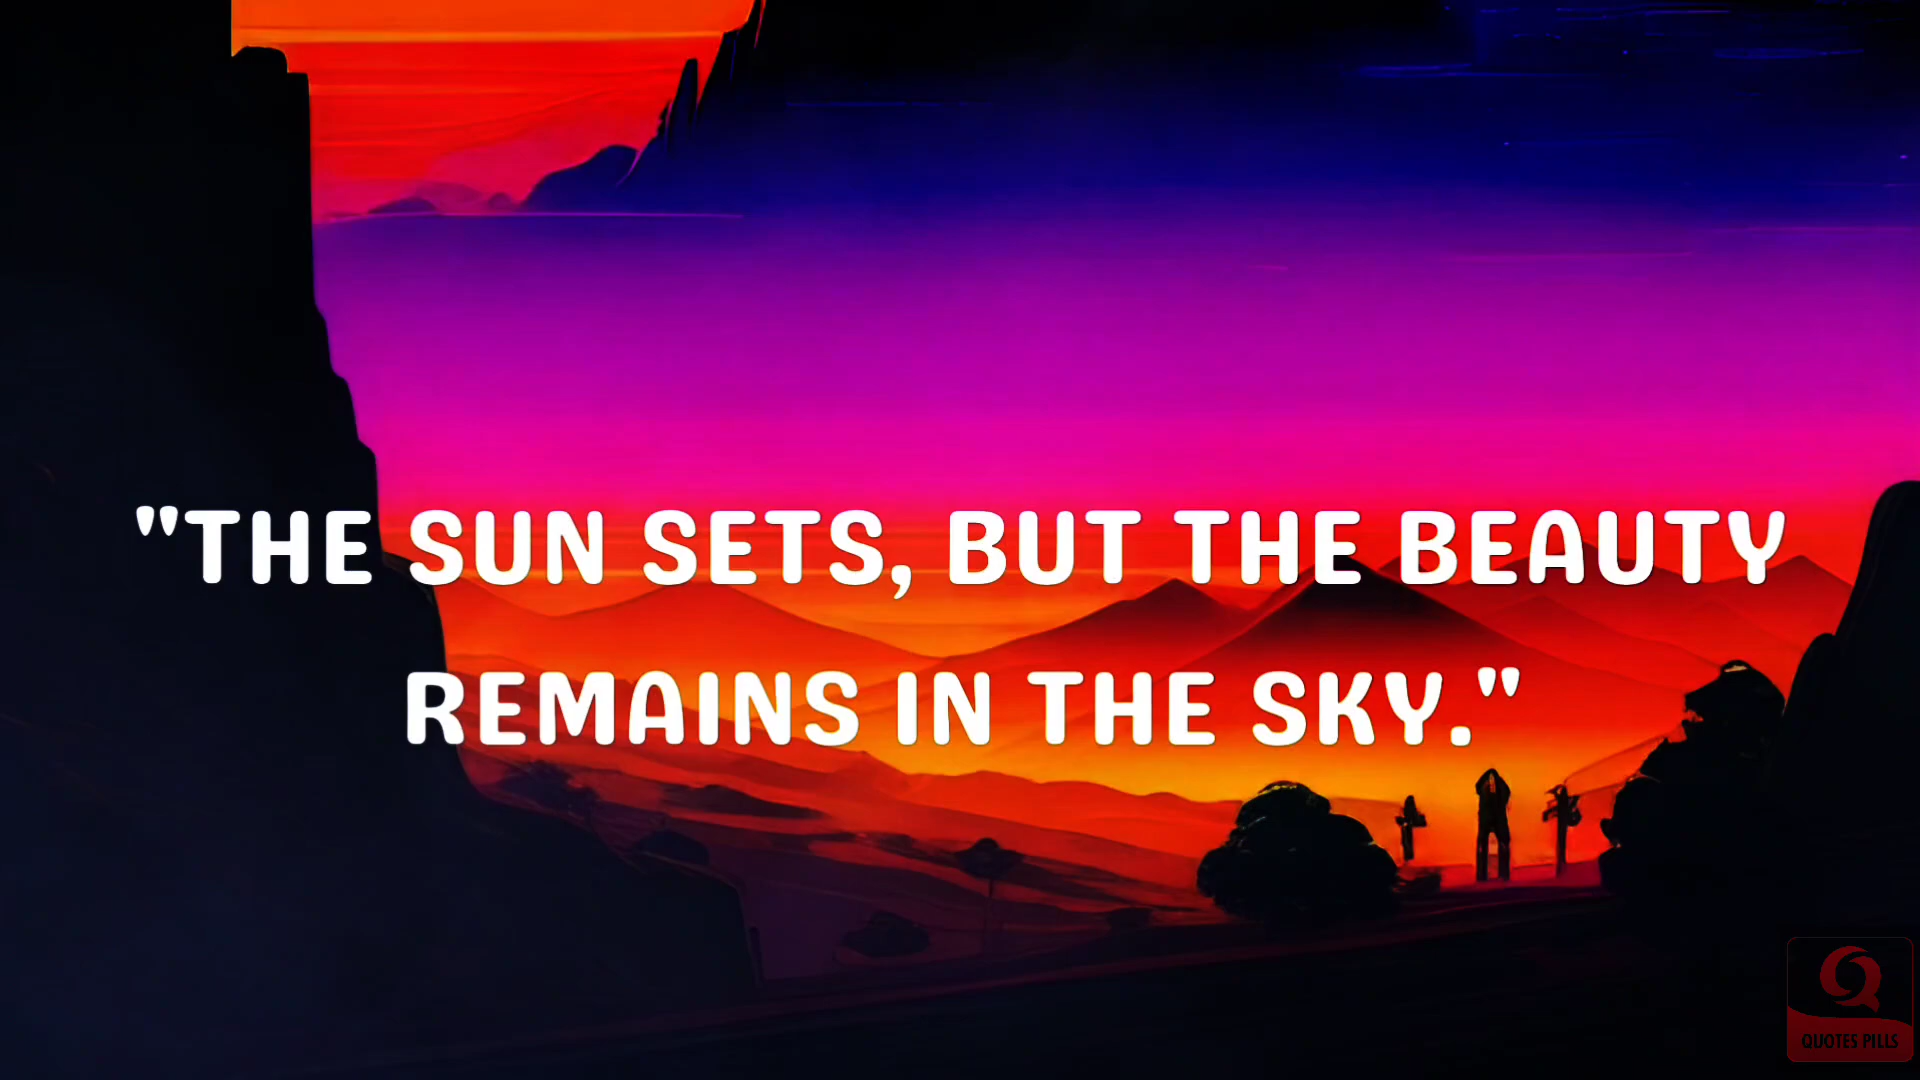 "THE SUN SETS, BUT THE BEAUTY
REMAINS IN THE SKY."
QUOTES PILLS